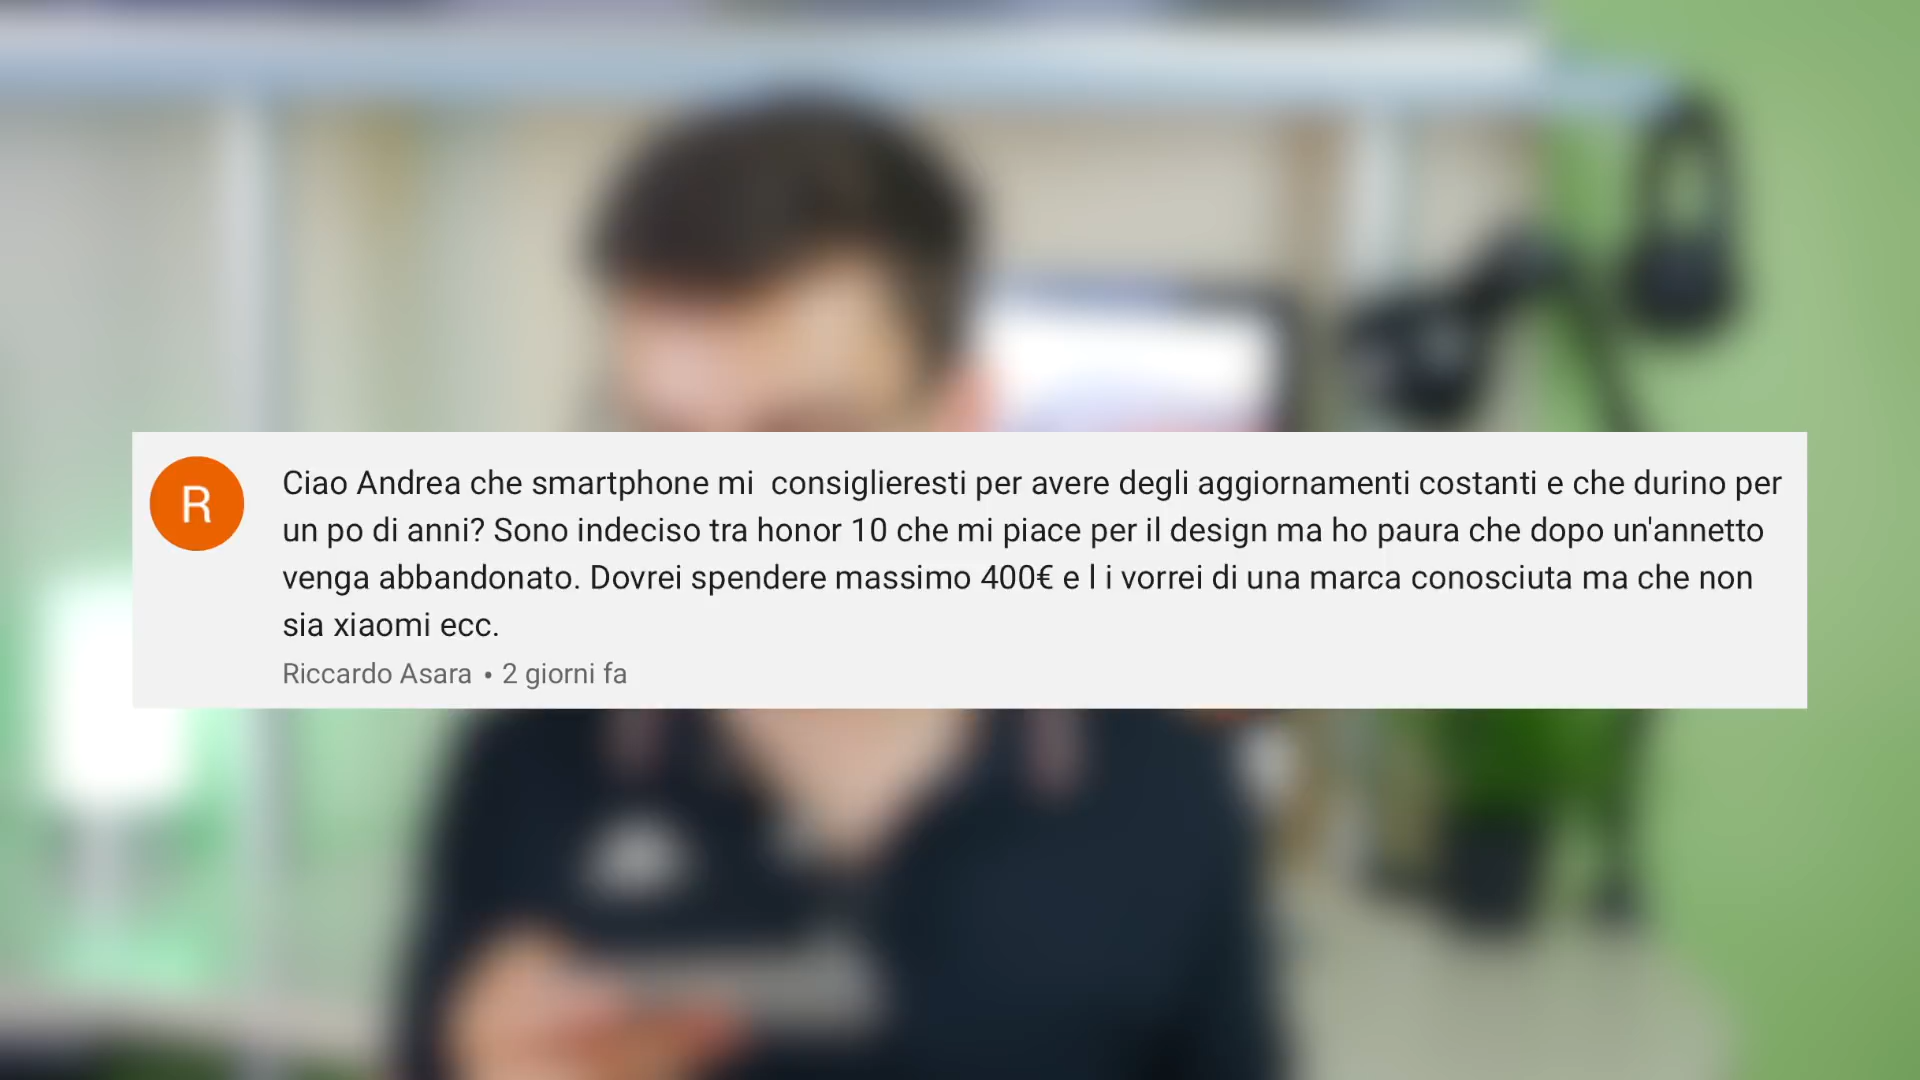 R
Ciao Andrea che smartphone mi  consiglieresti per avere degli aggiornamenti costanti e che durino per
un po di anni? Sono indeciso tra honor 10 che mi piace per il design ma ho paura che dopo un'annetto
venga abbandonato. Dovrei spendere massimo 400€ e l i vorrei di una marca conosciuta ma che non
sia xiaomi ecc.
Riccardo Asara • 2 giorni fa